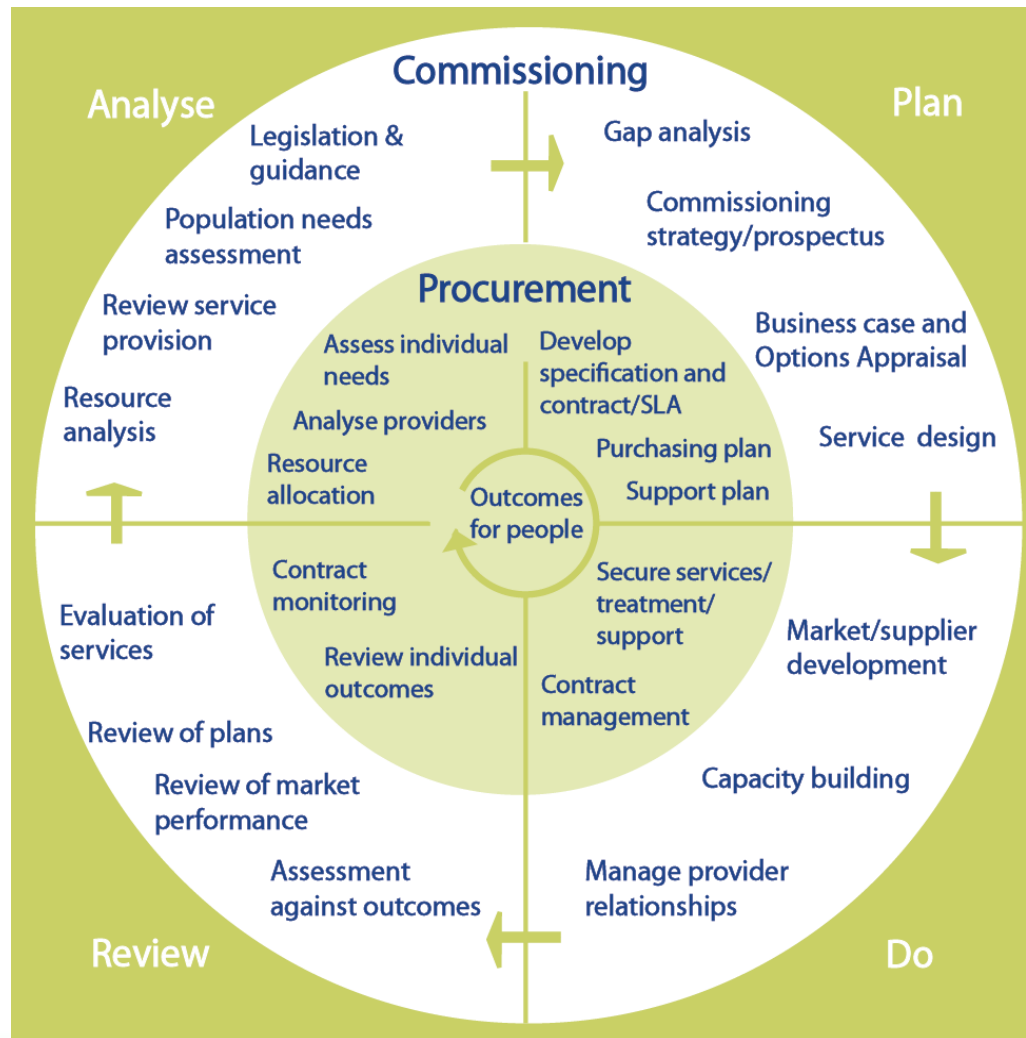 Commissioning
Analyse
Legislation &
guidance
Population needs
assessment
Review service
provision
Resource
analysis
Plan
Gap analysis
Commissioning
strategy/prospectus
Business case and
Options Appraisal
Service design
Procurement
Assess individual
needs
Analyse providers
Resource
allocation
Develop
specification and
contract/SLA
Purchasing plan
Support plan
Outcomes
for people
Contract
monitoring
Review individual
outcomes
Secure services/
treatment/
support
Contract
management
Market/supplier
development
Capacity building
Manage provider
relationships
Do
Evaluation of
services
Review of plans
Review of market
performance
Assessment
against outcomes
Review